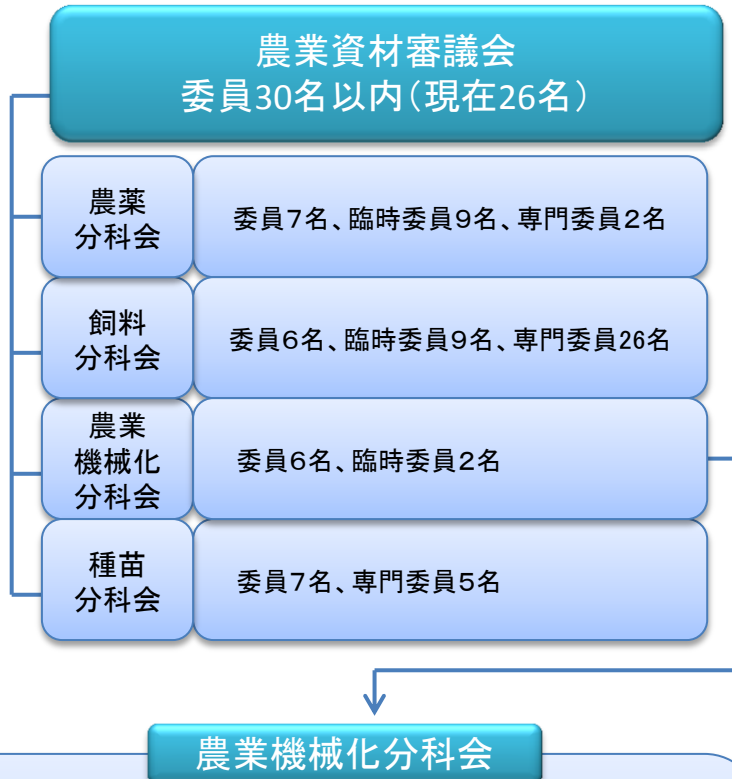 農業資材審議会
委員30名以内（現在26名）
農薬
分科会
委員７名、臨時委員９名、専門委員２名
飼料
分科会
委員６名、臨時委員９名、専門委員26名
農業
機械化
分科会
委員６名、臨時委員２名
種苗
分科会
委員７名、専門委員５名
農業機械化分科会